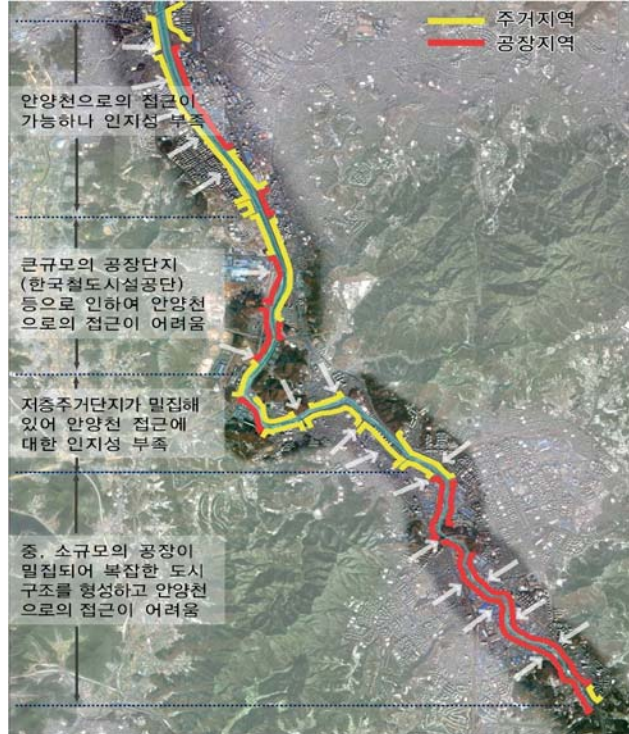 주거지역
공장지역
안양천으로의 접근이
가능하나 인지성 부족
큰규모의 공장단지
(한국철도시설공단)
등으로 인하여 안양천
으로의 접근이 어려움
저층주거단지가 밀집해
있어 안양천 접근에
대한 인지성 부족
중, 소규모의 공장이
밀집되어 복잡한 도시
구조를 형성하고 안양천
으로의 접근이 어려움